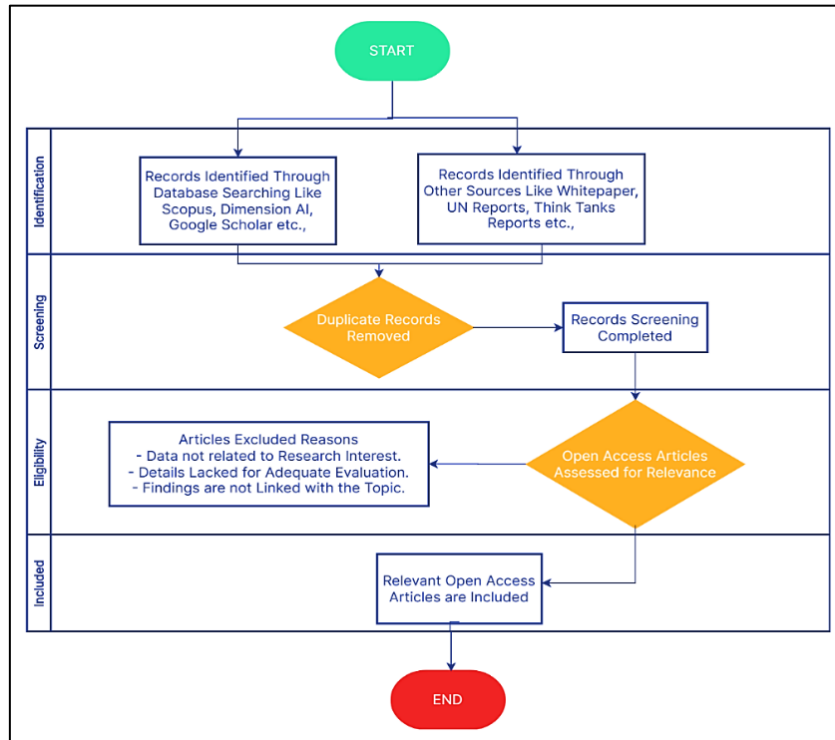 START
Identification
Records Identified Through
Database Searching Like
Scopus, Dimension AI,
Google Scholar etc.,
Records Identified Through
Other Sources Like Whitepaper,
UN Reports, Think Tanks
Reports etc.,
Screening
Duplicate Records
Removed
Records Screening
Completed
Eligibility
Articles Excluded Reasons
- Data not related to Research Interest.
- Details Lacked for Adequate Evaluation.
- Findings are not Linked with the Topic.
Open Access Articles
Assessed for Relevance
Included
Relevant Open Access
Articles are Included
END